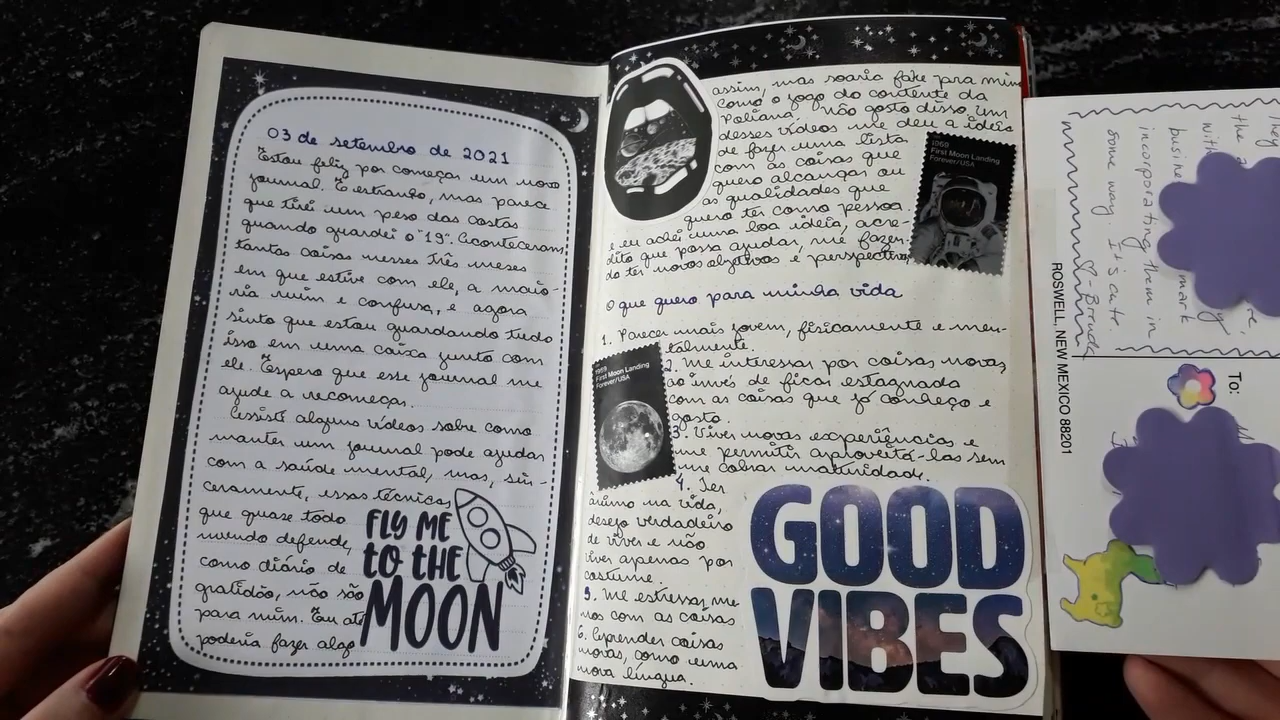 03 de setembro de 2021
Estou feliz por começar um novo
journal. É estranho, mas parece
que tirei um peso das costas
quando guardei o "19". Aconteceram
tantas coisas nesses três meses
em que estive com ele, a maio-
ria ruim e confusa, e agora
sinto que estou guardando tudo
isso em uma caixa junto com
ele. Espero que esse journal me
ajude a recomeçar.
Assisti alguns vídeos sobre como
manter um journal pode ajudar
com a saúde mental, mas, sin-
ceramente, essas técnicas
que quase todo
mundo defende,
como diário de
gratidão, não são
para mim. Eu até
poderia fazer algo
FLY ME
TO THE
MOON
assim, mas soaria fake pra mim
como o jogo do contente da
Poliana. Não gosto disso. Um
desses vídeos me deu a ideia
de fazer uma lista
com as coisas que
quero alcançar ou
as qualidades que
quero ter como pessoa
e eu achei uma boa ideia, acre-
dito que possa ajudar, me fazen-
do ter novos objetivos e perspectivas
1969
First Moon Landing
Forever/USA
O que quero para minha vida
1. Parecer mais jovem, fisicamente e men-
talmente.
2. Me interessar por coisas novas
ao invés de ficar estagnada
com as coisas que já conheço e
gosto.
3. Viver novas experiências e
me permitir aproveitá-las sem
me cobrar maturidade.
4. Ter
ânimo na vida,
desejo verdadeiro
de viver e não
viver apenas por
costume.
5. Me estressar me-
nos com as coisas
6. Aprender coisas
novas, como uma
nova língua.
1969
First Moon Landing
Forever/USA
GOOD
VIBES
They
the
with
busine
mark
incorporating them in
some way. It's cute.
ROSWELL, NEW MEXICO 88201
To: